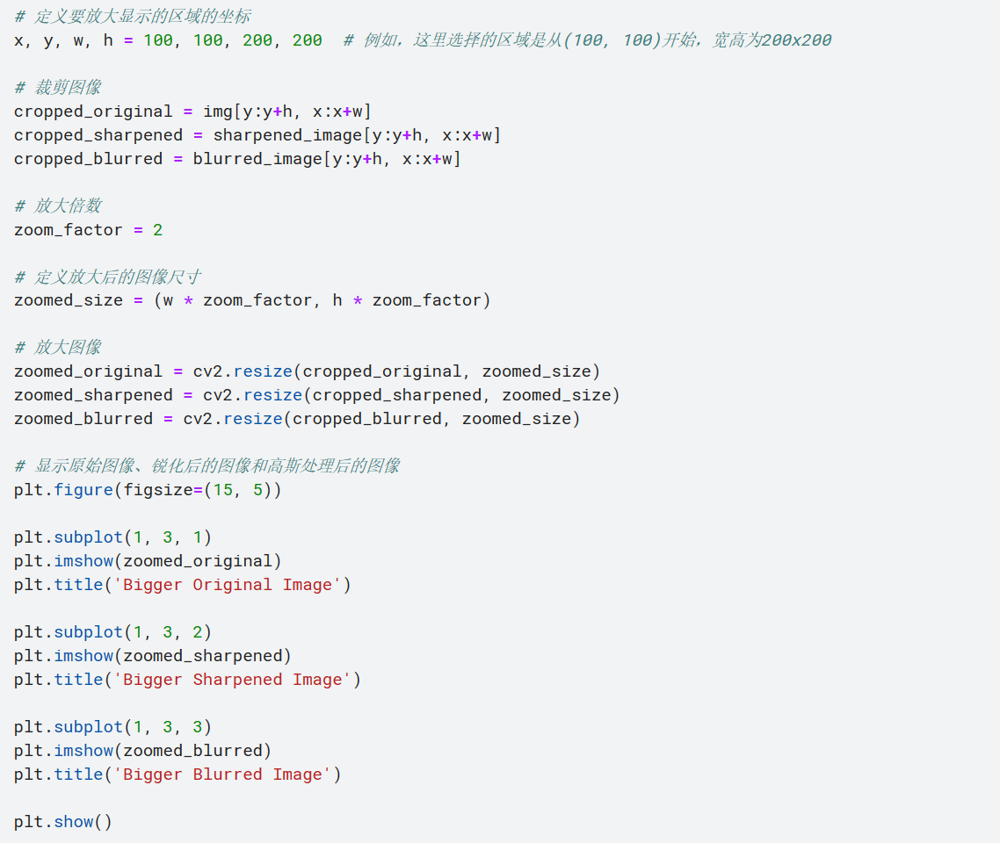 # 定义要放大显示的区域的坐标
x, y, w, h = 100, 100, 200, 200  # 例如，这里选择的区域是从(100, 100)开始，宽高为200x200
# 裁剪图像
cropped_original = img[y:y+h, x:x+w]
cropped_sharpened = sharpened_image[y:y+h, x:x+w]
cropped_blurred = blurred_image[y:y+h, x:x+w]
# 放大倍数
zoom_factor = 2
# 定义放大后的图像尺寸
zoomed_size = (w * zoom_factor, h * zoom_factor)
# 放大图像
zoomed_original = cv2.resize(cropped_original, zoomed_size)
zoomed_sharpened = cv2.resize(cropped_sharpened, zoomed_size)
zoomed_blurred = cv2.resize(cropped_blurred, zoomed_size)
# 显示原始图像、锐化后的图像和高斯处理后的图像
plt.figure(figsize=(15, 5))
plt.subplot(1, 3, 1)
plt.imshow(zoomed_original)
plt.title('Bigger Original Image')
plt.subplot(1, 3, 2)
plt.imshow(zoomed_sharpened)
plt.title('Bigger Sharpened Image')
plt.subplot(1, 3, 3)
plt.imshow(zoomed_blurred)
plt.title('Bigger Blurred Image')
plt.show()